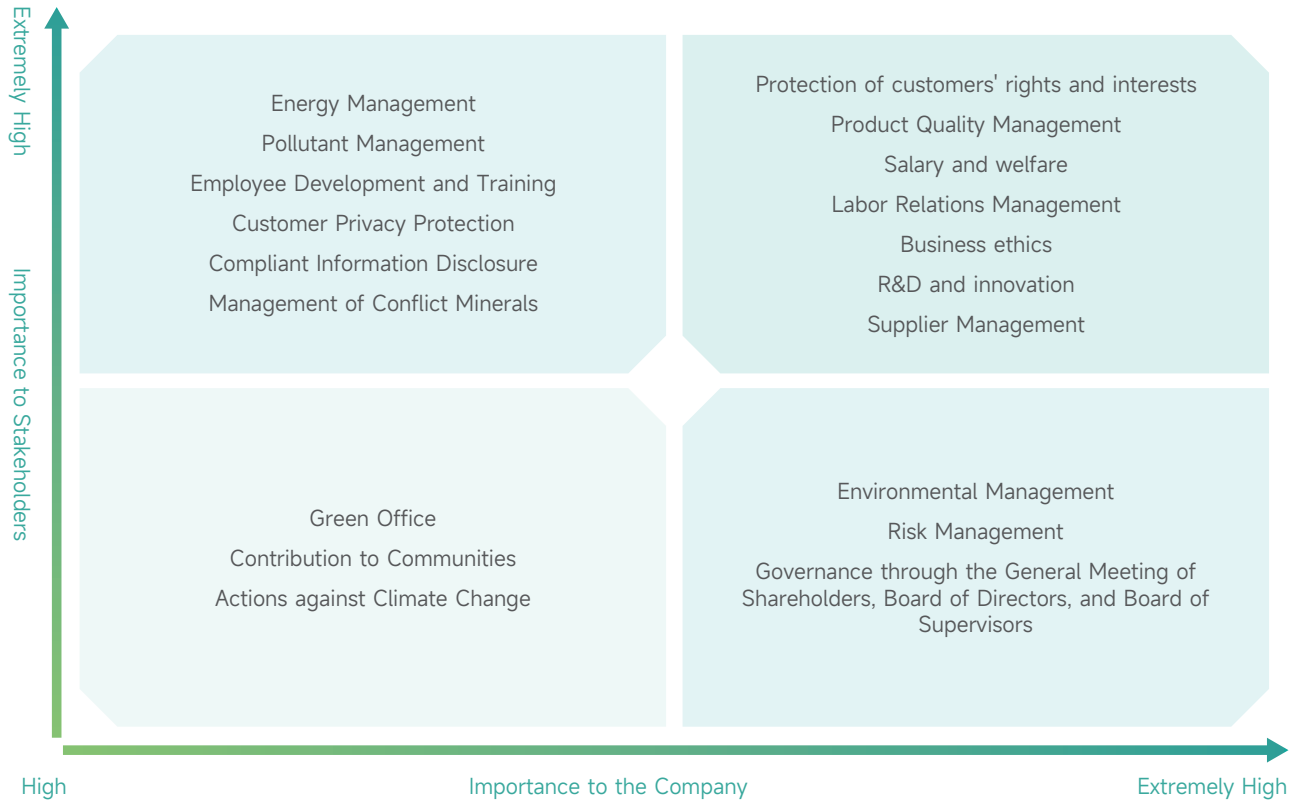 Extremely High
Importance to Stakeholders
Energy Management
Pollutant Management
Employee Development and Training
Customer Privacy Protection
Compliant Information Disclosure
Management of Conflict Minerals
Protection of customers' rights and interests
Product Quality Management
Salary and welfare
Labor Relations Management
Business ethics
R&D and innovation
Supplier Management
Green Office
Contribution to Communities
Actions against Climate Change
Environmental Management
Risk Management
Governance through the General Meeting of
Shareholders, Board of Directors, and Board of
Supervisors
High
Importance to the Company
Extremely High